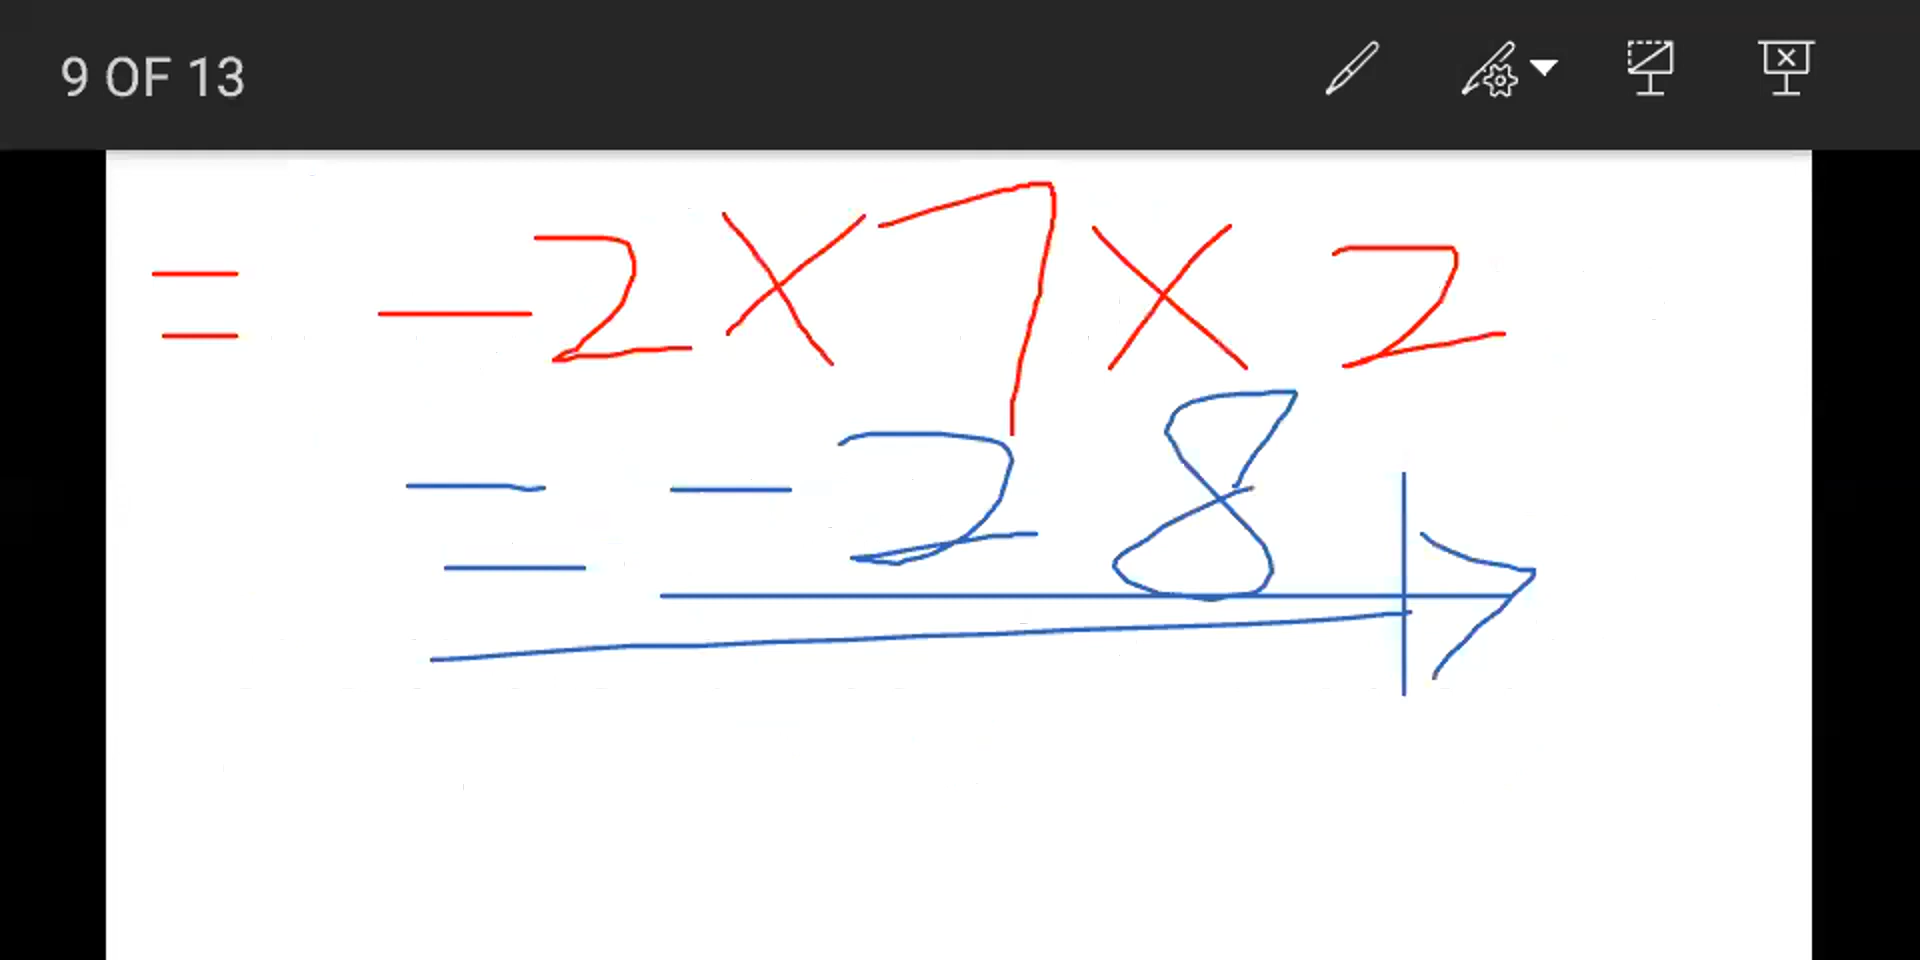 9 OF 13
= -2 × 7 × 2
= -28